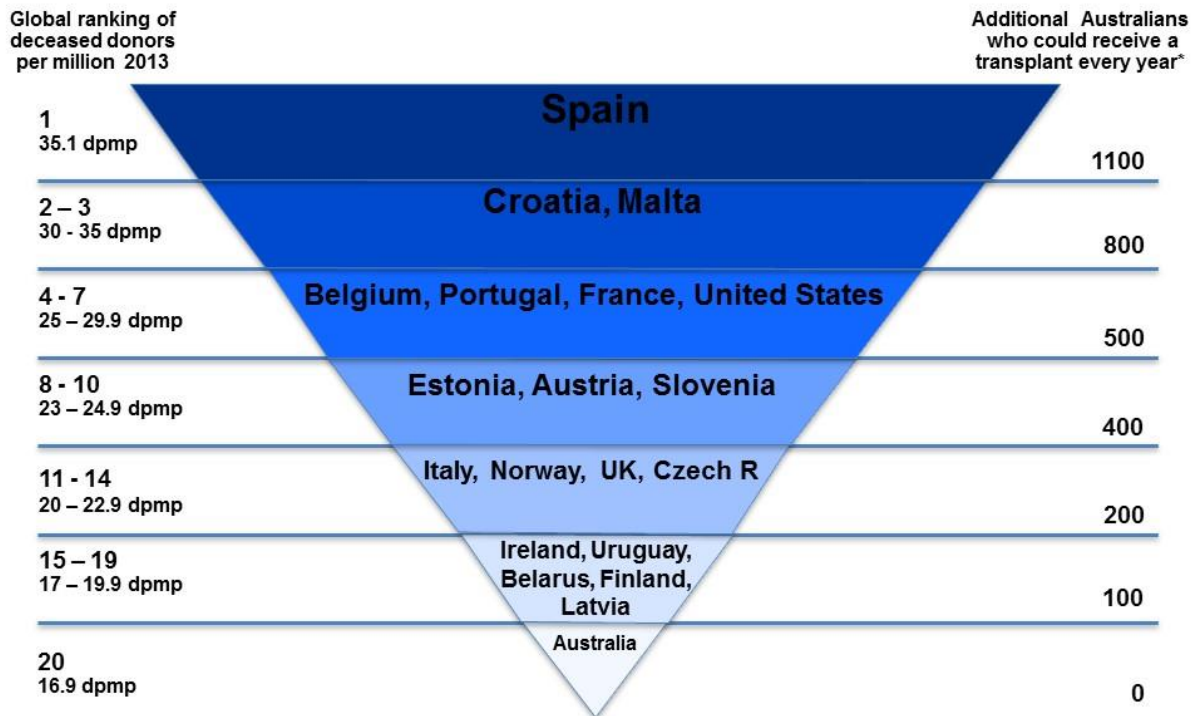 Global ranking of
deceased donors
per million 2013
Additional Australians
who could receive a
transplant every year*
1
35.1 dpmp
Spain
1100
2 – 3
30 - 35 dpmp
Croatia, Malta
800
4 - 7
25 – 29.9 dpmp
Belgium, Portugal, France, United States
500
8 - 10
23 – 24.9 dpmp
Estonia, Austria, Slovenia
400
11 - 14
20 – 22.9 dpmp
Italy, Norway, UK, Czech R
200
15 – 19
17 – 19.9 dpmp
Ireland, Uruguay,
Belarus, Finland,
Latvia
100
20
16.9 dpmp
Australia
0